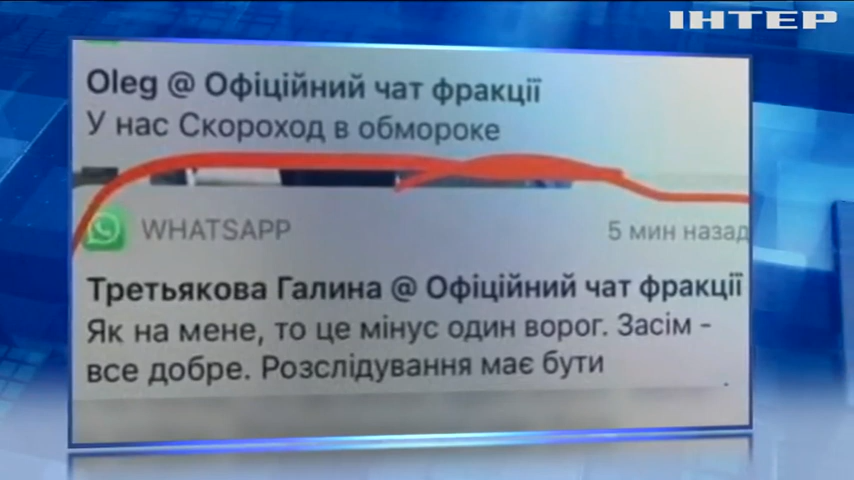 ІНТЕР
Oleg @ Офіційний чат фракції
У нас Скороход в обмороке
WHATSAPP
5 мин назад
Третьякова Галина @ Офіційний чат фракції
Як на мене, то це мінус один ворог. Засім -
все добре. Розслідування має бути